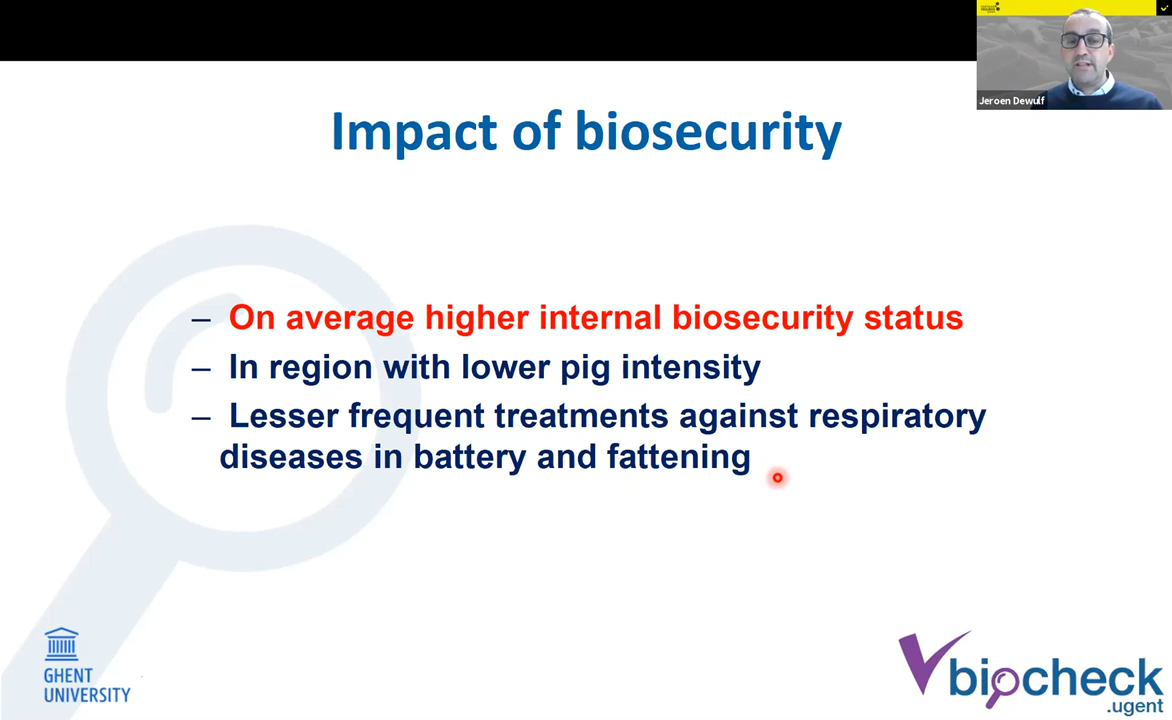 Jeroen Dewulf
Impact of biosecurity
– On average higher internal biosecurity status
– In region with lower pig intensity
– Lesser frequent treatments against respiratory
diseases in battery and fattening
GHENT
UNIVERSITY
biocheck
.ugent